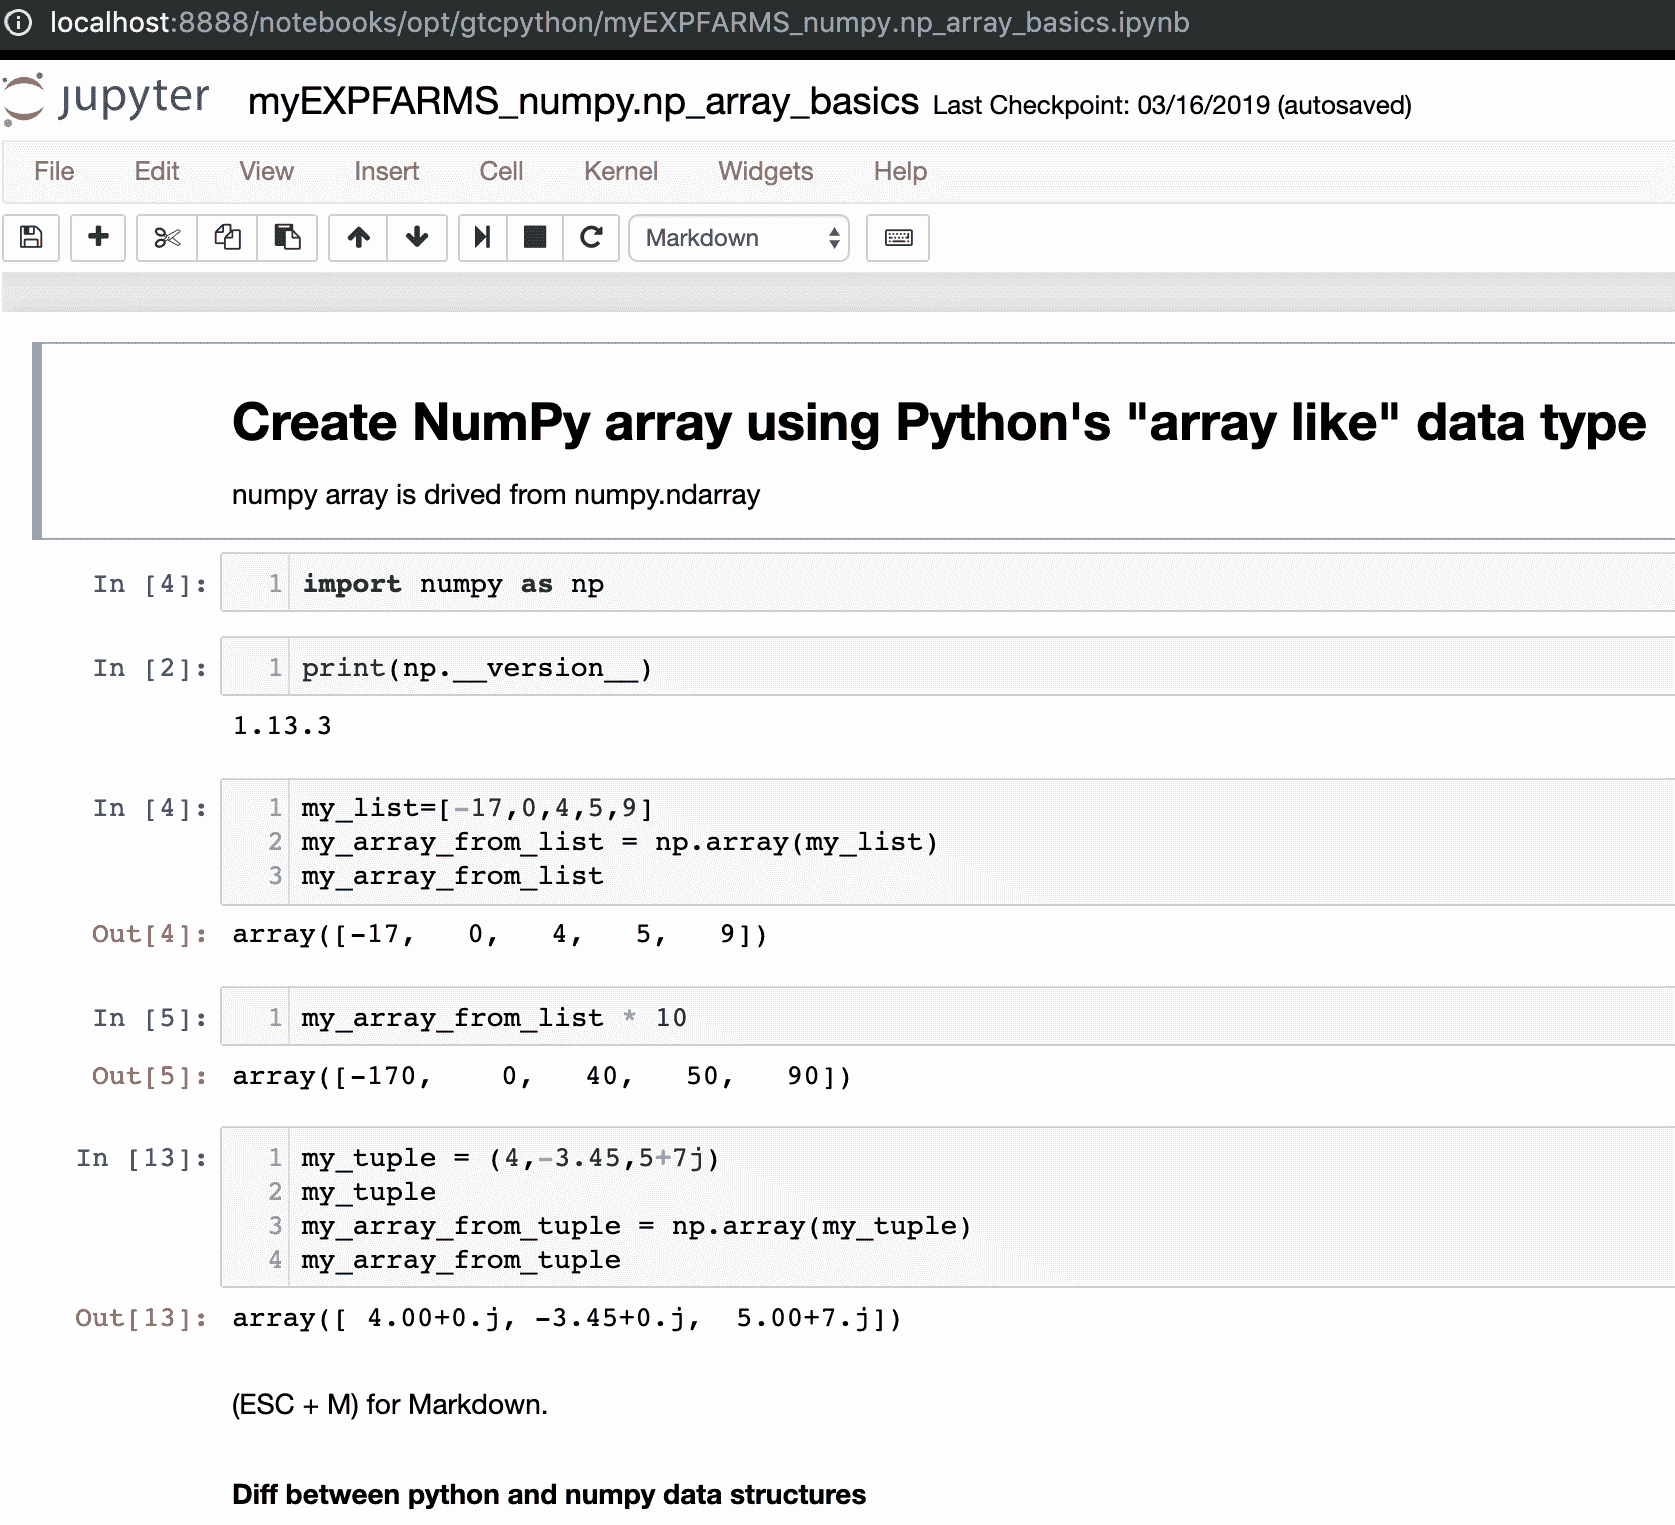 localhost:8888/notebooks/opt/gtcpython/myEXPFARMS_numpy.np_array_basics.ipynb
jupyter myEXPFARMS_numpy.np_array_basics Last Checkpoint: 03/16/2019 (autosaved)
File Edit View Insert Cell Kernel Widgets Help
Markdown
Create NumPy array using Python's "array like" data type
numpy array is drived from numpy.ndarray
In [4]: 1 import numpy as np
In [2]: 1 print(np.__version__)
1.13.3
In [4]: 1 my_list=[-17,0,4,5,9]
2 my_array_from_list = np.array(my_list)
3 my_array_from_list
Out[4]: array([-17,   0,   4,   5,   9])
In [5]: 1 my_array_from_list * 10
Out[5]: array([-170,    0,   40,   50,   90])
In [13]: 1 my_tuple = (4,-3.45,5+7j)
2 my_tuple
3 my_array_from_tuple = np.array(my_tuple)
4 my_array_from_tuple
Out[13]: array([ 4.00+0.j, -3.45+0.j,  5.00+7.j])
(ESC + M) for Markdown.
Diff between python and numpy data structures